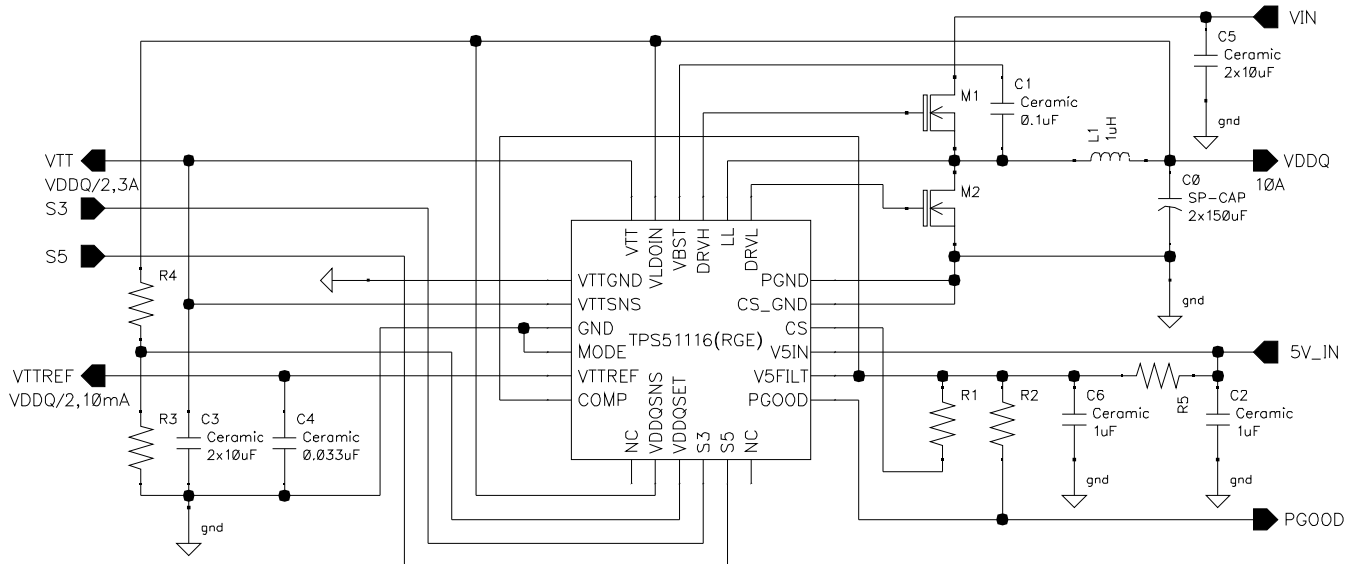 VIN
C5
Ceramic
2x10uF
gnd
M1
C1
Ceramic
0.1uF
L1
1uH
VTT
VDDQ/2,3A
VDDQ
10A
M2
C0
SP-CAP
2x150uF
gnd
S3
S5
R4
VTT
VLDOIN
VBST
DRVH
LL
DRVL
VTTGND
VTTSNS
GND
MODE
VTTREF
COMP
TPS51116(RGE)
PGND
CS_GND
CS
V5IN
V5FILT
PGOOD
NC
VDDQSNS
VDDQSET
S3
S5
NC
5V_IN
VTTREF
VDDQ/2,10mA
R3
C3
Ceramic
2x10uF
C4
Ceramic
0.033uF
gnd
R1
R2
C6
Ceramic
1uF
gnd
R5
C2
Ceramic
1uF
gnd
PGOOD